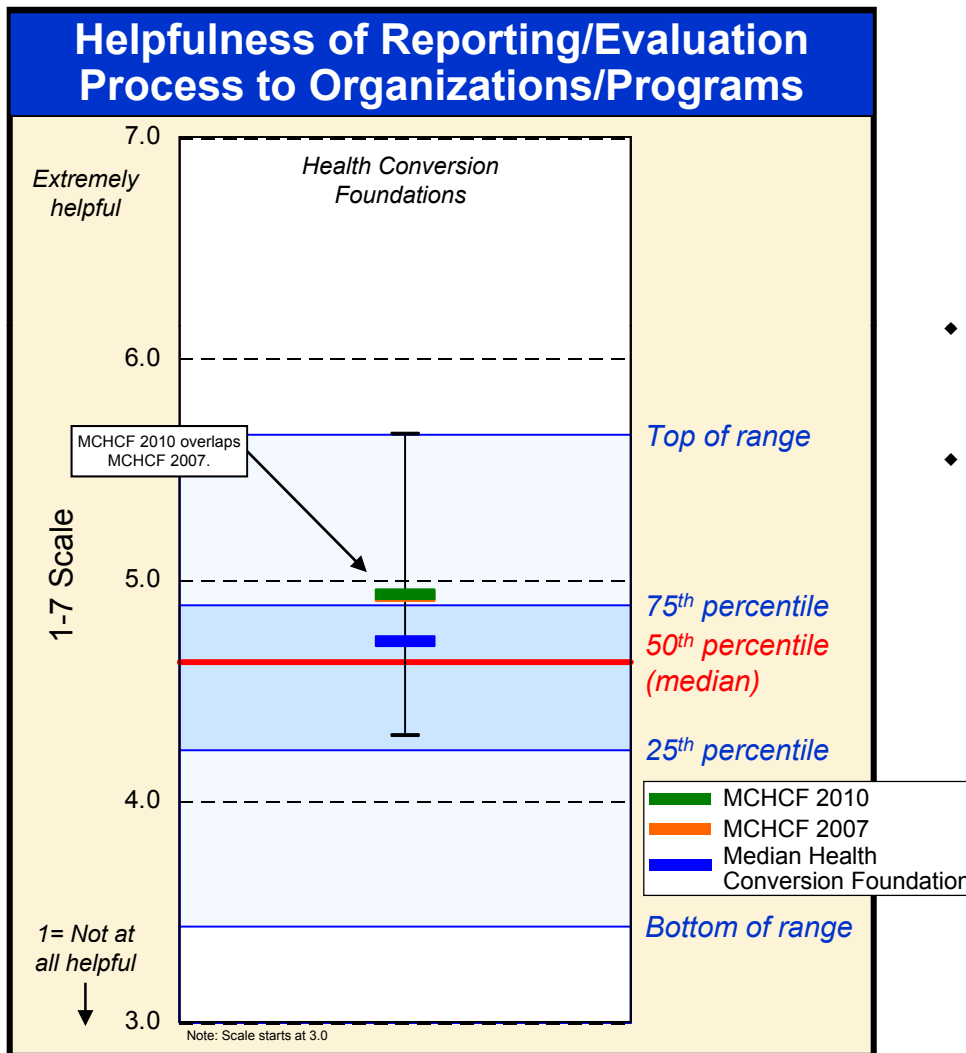 Helpfulness of Reporting/Evaluation
Process to Organizations/Programs
7.0
Extremely
helpful
Health Conversion
Foundations
6.0
MCHCF 2010 overlaps
MCHCF 2007.
Top of range
1-7 Scale
5.0
75th percentile
50th percentile
(median)
25th percentile
4.0
MCHCF 2010
MCHCF 2007
Median Health
Conversion Foundation
Bottom of range
1= Not at
all helpful
3.0
Note: Scale starts at 3.0